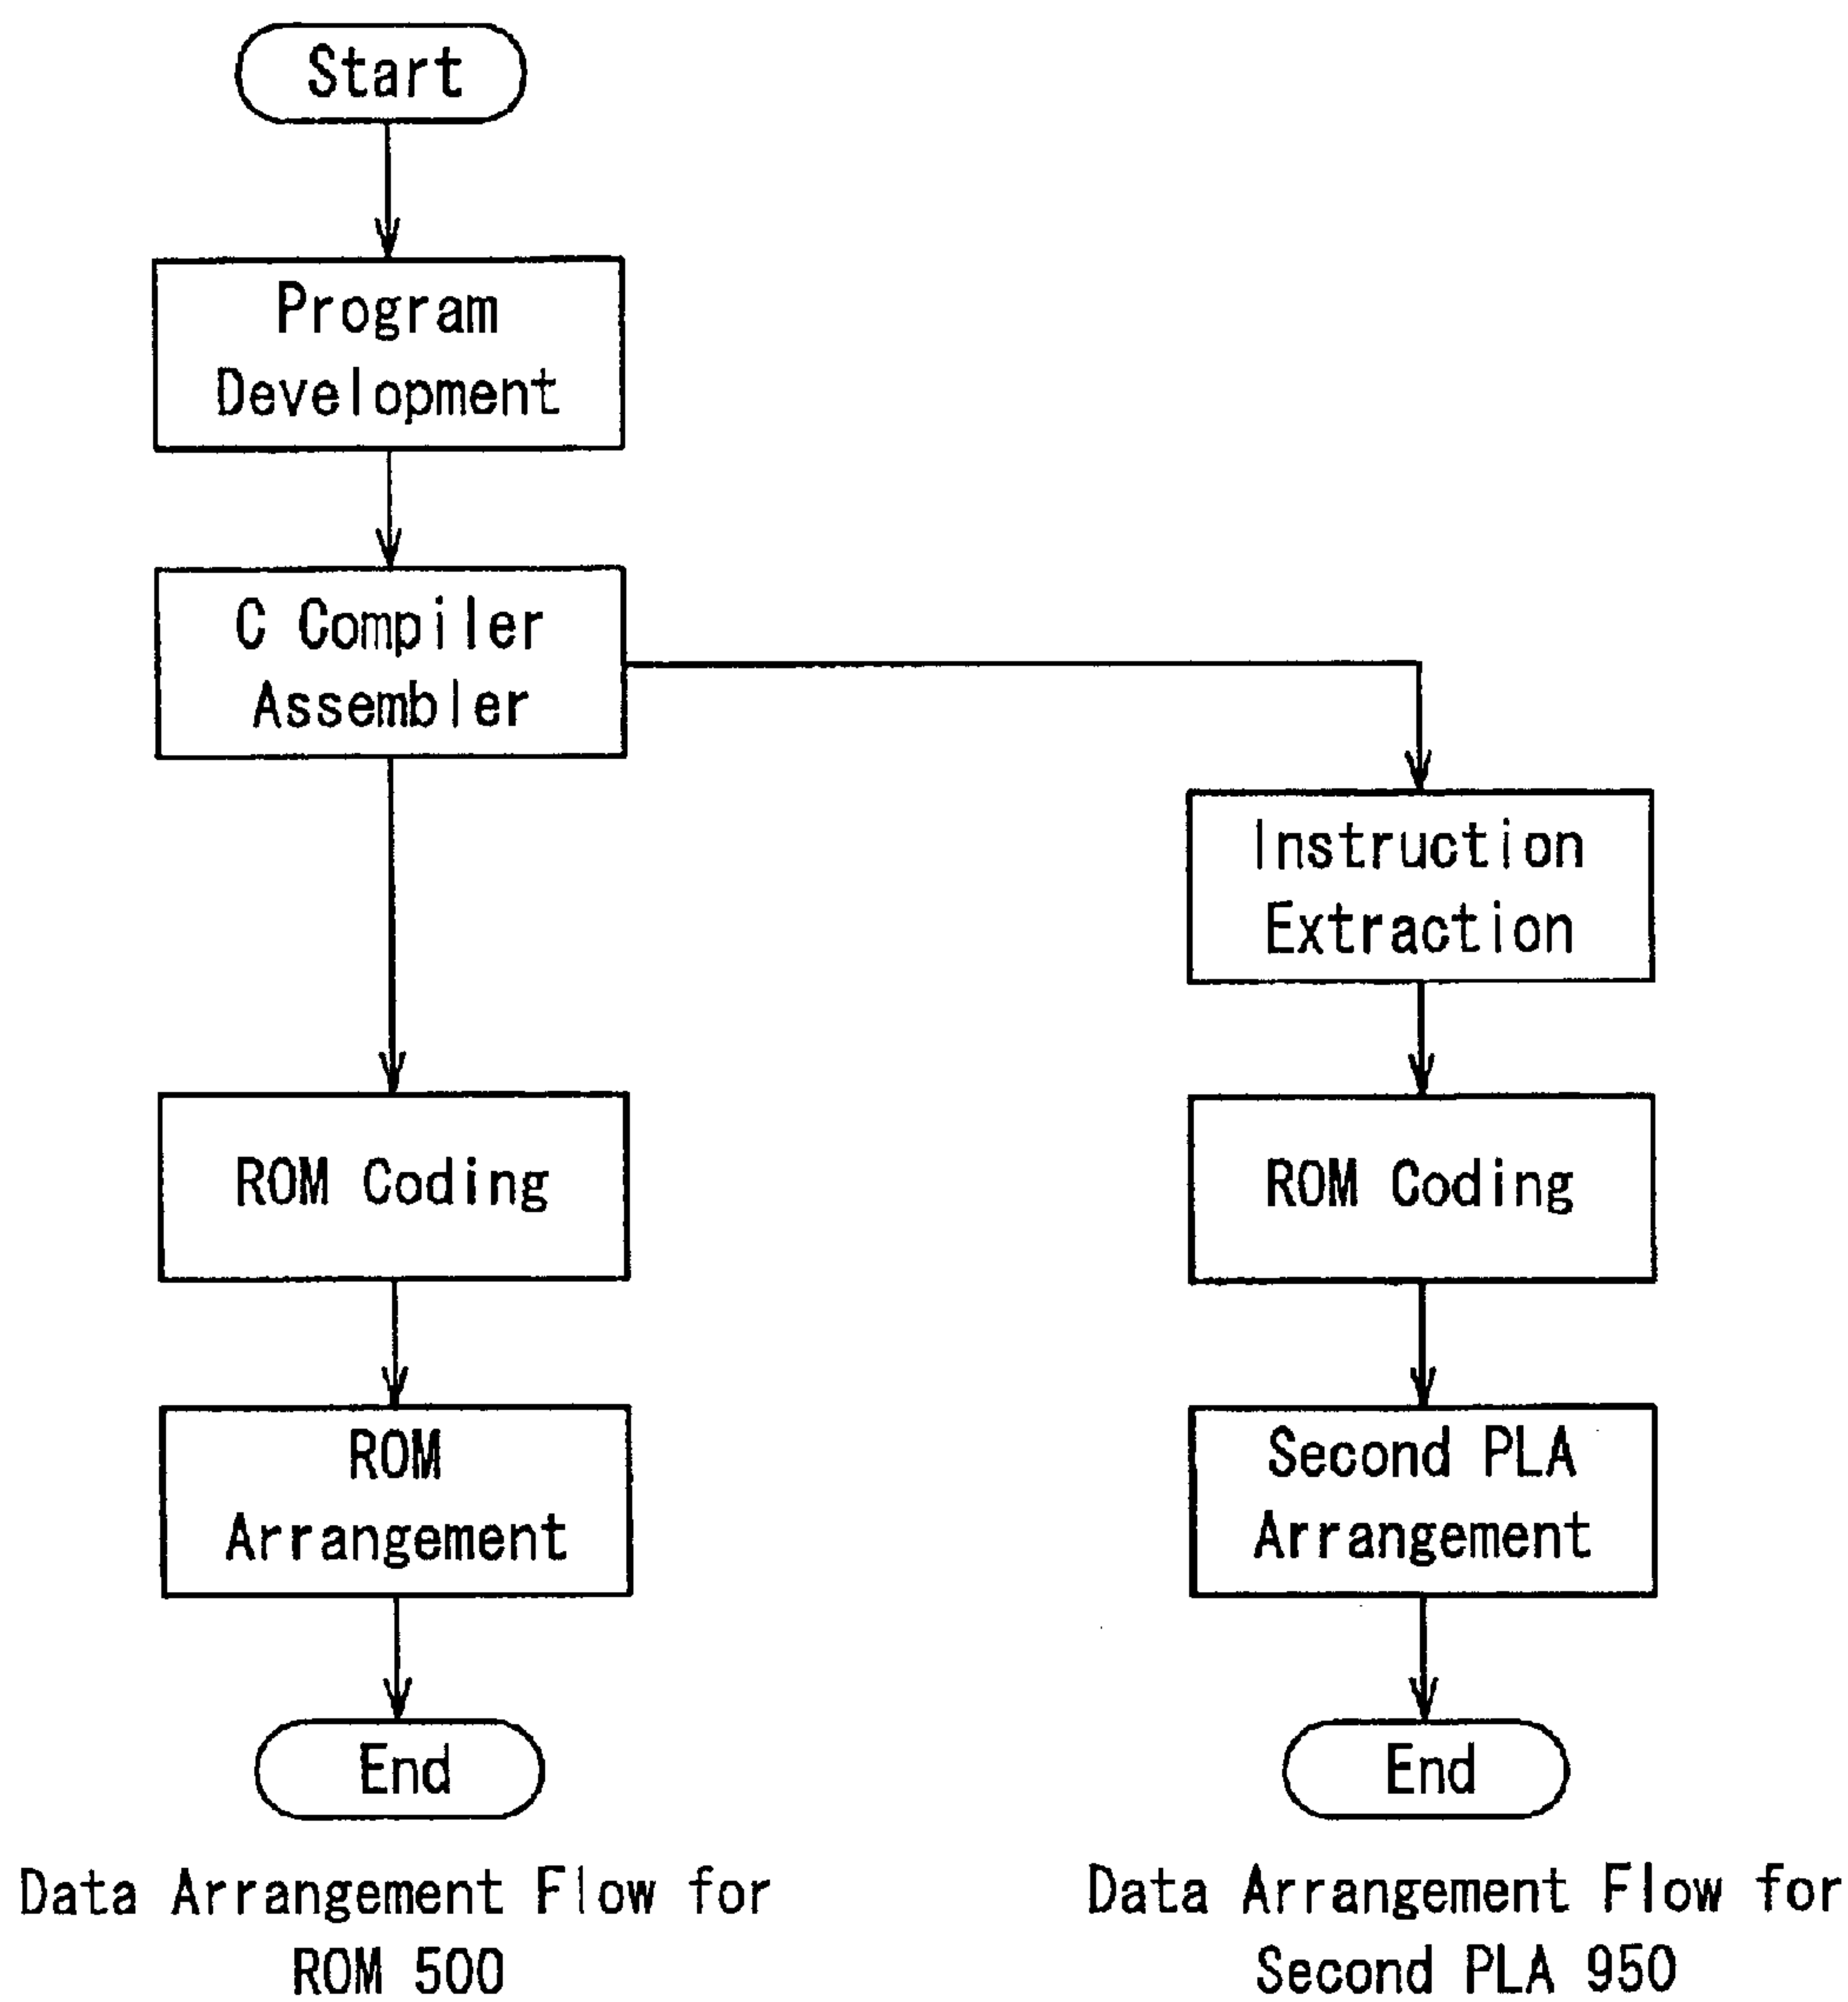 Start
Program
Development
C Compiler
Assembler
ROM Coding
ROM
Arrangement
End
Data Arrangement Flow for
ROM 500
Instruction
Extraction
ROM Coding
Second PLA
Arrangement
End
Data Arrangement Flow for
Second PLA 950